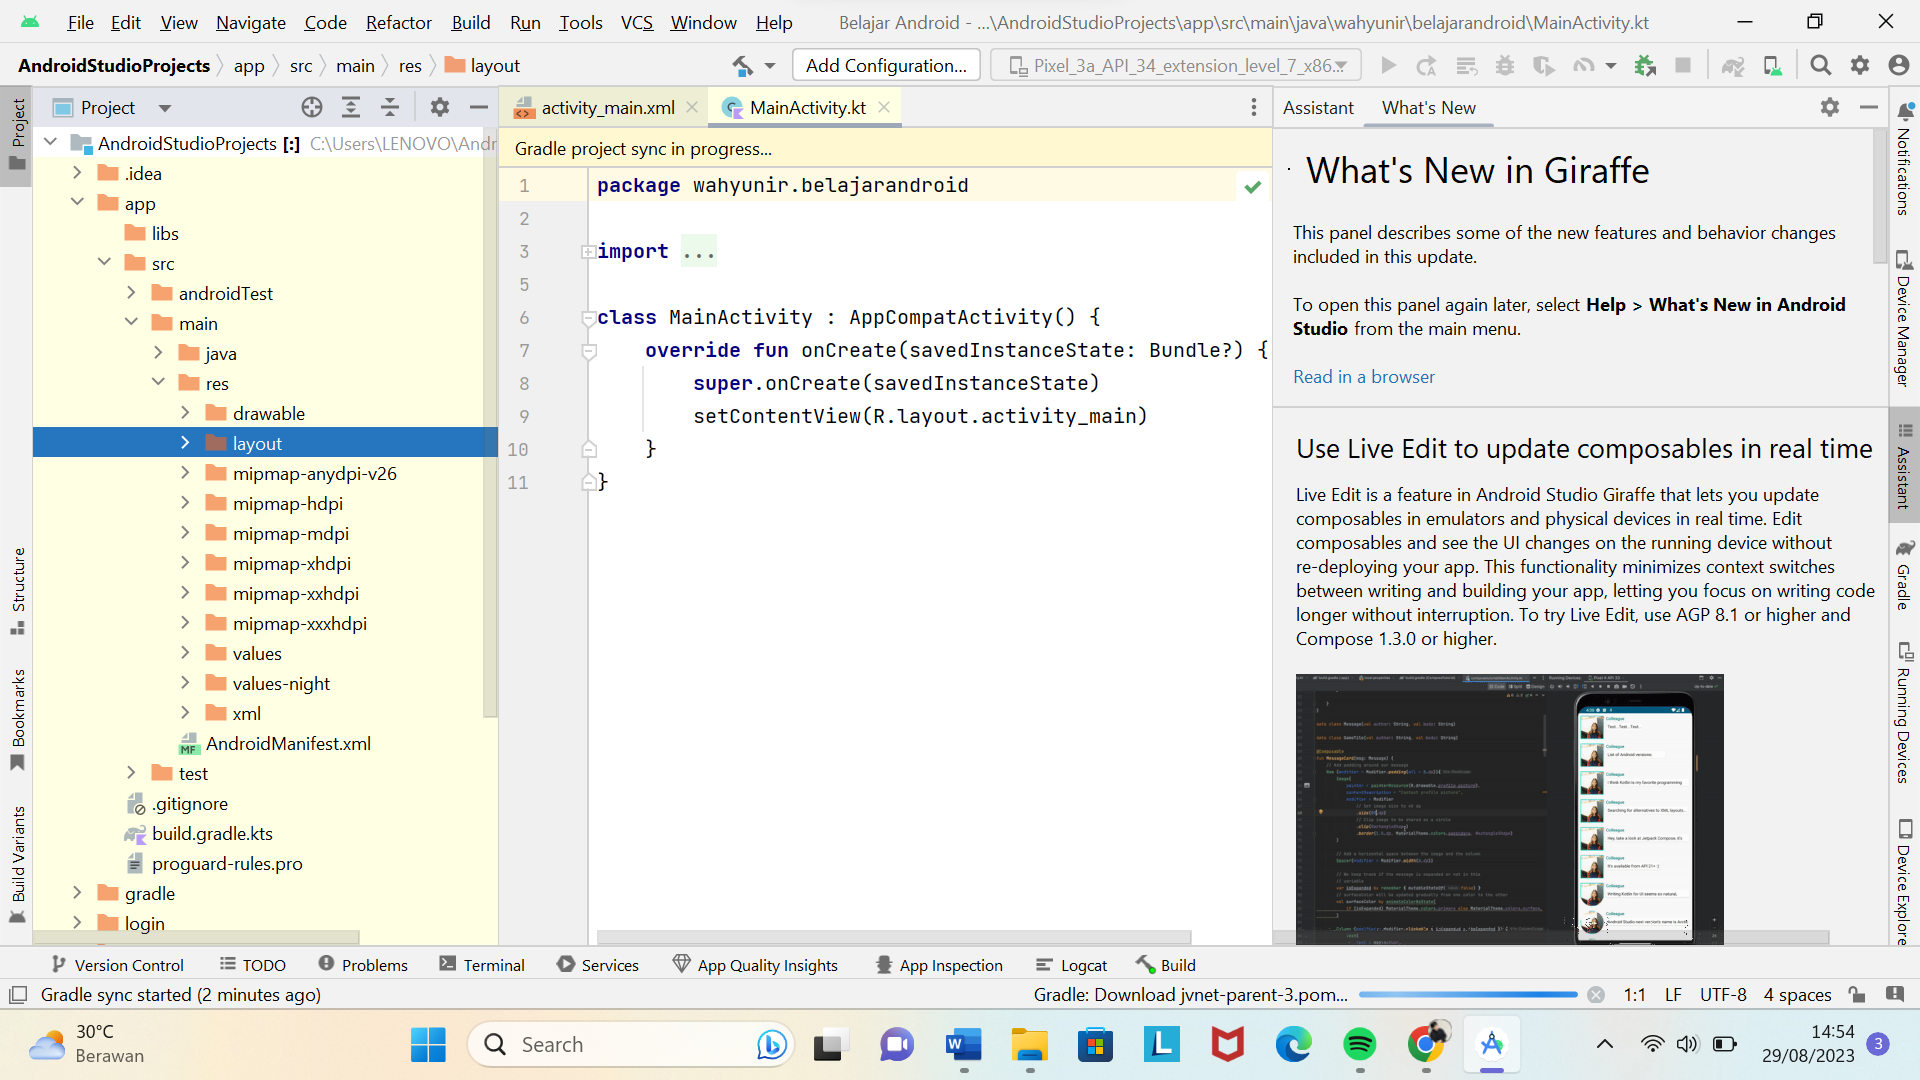 File Edit View Navigate Code Refactor Build Run Tools VCS Window Help Belajar Android - ...\AndroidStudioProjects\app\src\main\java\wahyunir\belajarandroid\MainActivity.kt
AndroidStudioProjects app src main res layout Add Configuration... Pixel_3a_API_34_extension_level_7_x86...
Project
Project
activity_main.xml
MainActivity.kt
Assistant What's New
AndroidStudioProjects [:] C:\Users\LENOVO\Andr
.idea
app
libs
src
androidTest
main
java
res
drawable
layout
mipmap-anydpi-v26
mipmap-hdpi
mipmap-mdpi
mipmap-xhdpi
mipmap-xxhdpi
mipmap-xxxhdpi
values
values-night
xml
MF AndroidManifest.xml
test
.gitignore
build.gradle.kts
proguard-rules.pro
gradle
login
Structure
Bookmarks
Build Variants
Gradle project sync in progress...
1 package wahyunir.belajarandroid
2
3 import ...
5
6 class MainActivity : AppCompatActivity() {
7 override fun onCreate(savedInstanceState: Bundle?) {
8 super.onCreate(savedInstanceState)
9 setContentView(R.layout.activity_main)
10 }
11 }
What's New in Giraffe
This panel describes some of the new features and behavior changes
included in this update.
To open this panel again later, select Help > What's New in Android
Studio from the main menu.
Read in a browser
Use Live Edit to update composables in real time
Live Edit is a feature in Android Studio Giraffe that lets you update
composables in emulators and physical devices in real time. Edit
composables and see the UI changes on the running device without
re-deploying your app. This functionality minimizes context switches
between writing and building your app, letting you focus on writing code
longer without interruption. To try Live Edit, use AGP 8.1 or higher and
Compose 1.3.0 or higher.
Notifications
Device Manager
Assistant
Gradle
Running Devices
Device Explore
Version Control TODO Problems Terminal Services App Quality Insights App Inspection Logcat Build
Gradle sync started (2 minutes ago) Gradle: Download jvnet-parent-3.pom... 1:1 LF UTF-8 4 spaces
30°C
Berawan
Search
14:54
29/08/2023
3